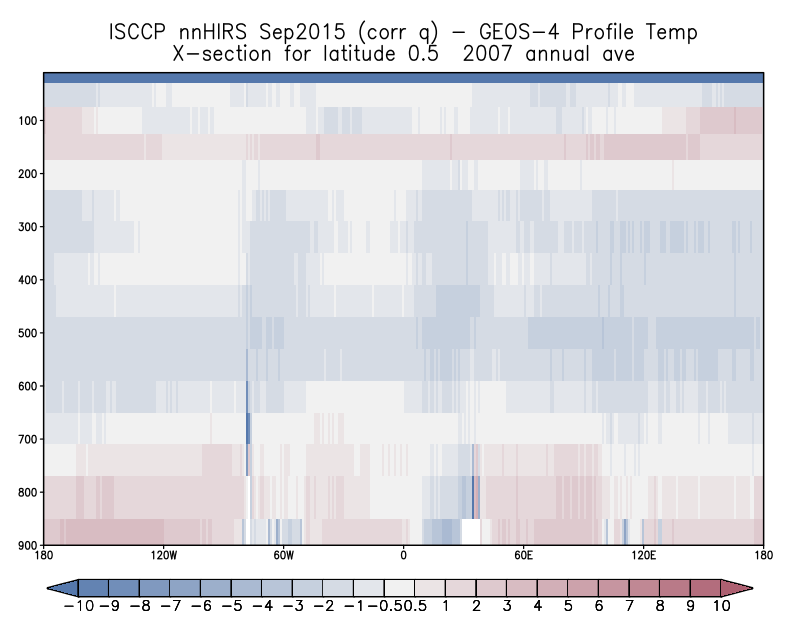 ISCCP nnHIRS Sep2015 (corr q) − GEOS−4 Profile Temp
X−section for latitude 0.5  2007 annual ave
100
200
300
400
500
600
700
800
900
180 120W 60W 0 60E 120E 180
−10 −9 −8 −7 −6 −5 −4 −3 −2 −1 −0.5 0.5 1 2 3 4 5 6 7 8 9 10